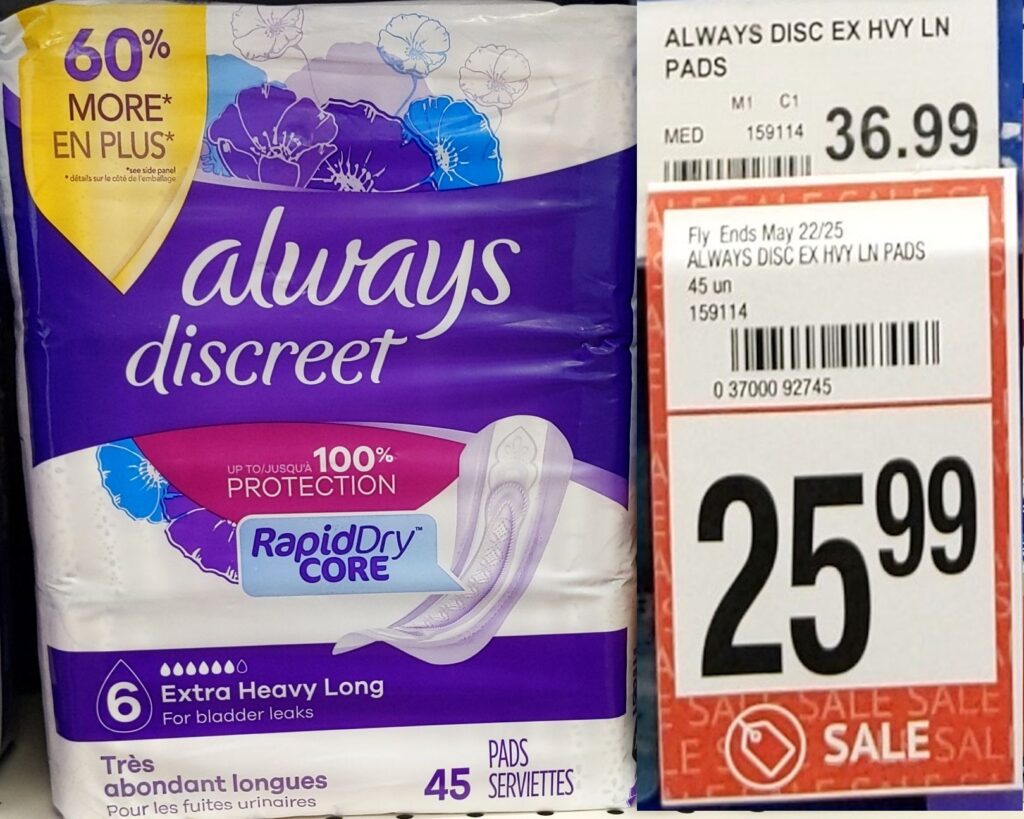 60%
MORE*
EN PLUS*
*see side panel
*détails sur le côté de l'emballage
always
discreet
UP TO/JUSQU'À 100%
PROTECTION
RapidDry™
CORE
6 Extra Heavy Long
For bladder leaks
Très
abondant longues
Pour les fuites urinaires
45 PADS
SERVIETTES
ALWAYS DISC EX HVY LN
PADS
M1 C1
MED 159114 36.99
Fly Ends May 22/25
ALWAYS DISC EX HVY LN PADS
45 un
159114
0 37000 92745
25 99
SALE SALE SALE
SALE